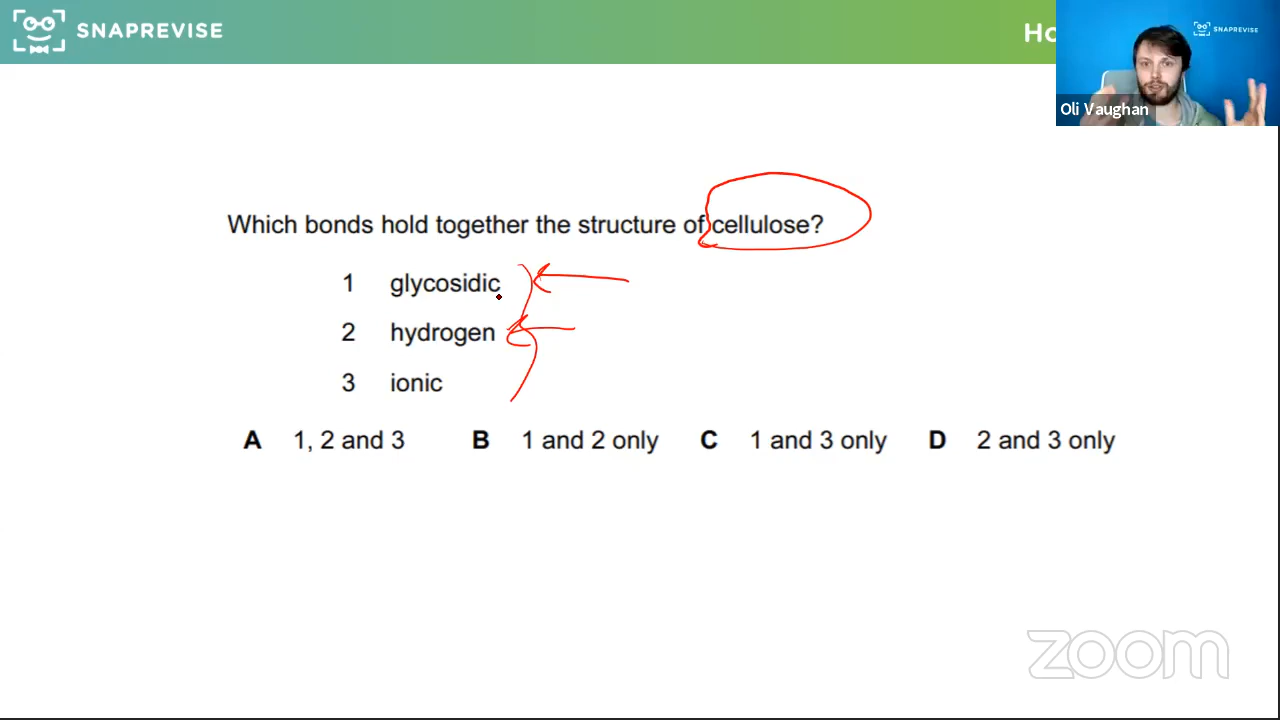 SNAPREVISE
Ho
SNAPREVISE
Oli Vaughan
Which bonds hold together the structure of cellulose?
1 glycosidic
2 hydrogen
3 ionic
A 1, 2 and 3 B 1 and 2 only C 1 and 3 only D 2 and 3 only
zoom